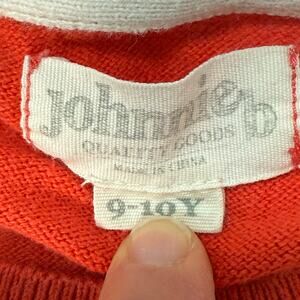 Johnnie b
QUALITY GOODS
MADE IN CHINA
9-10Y